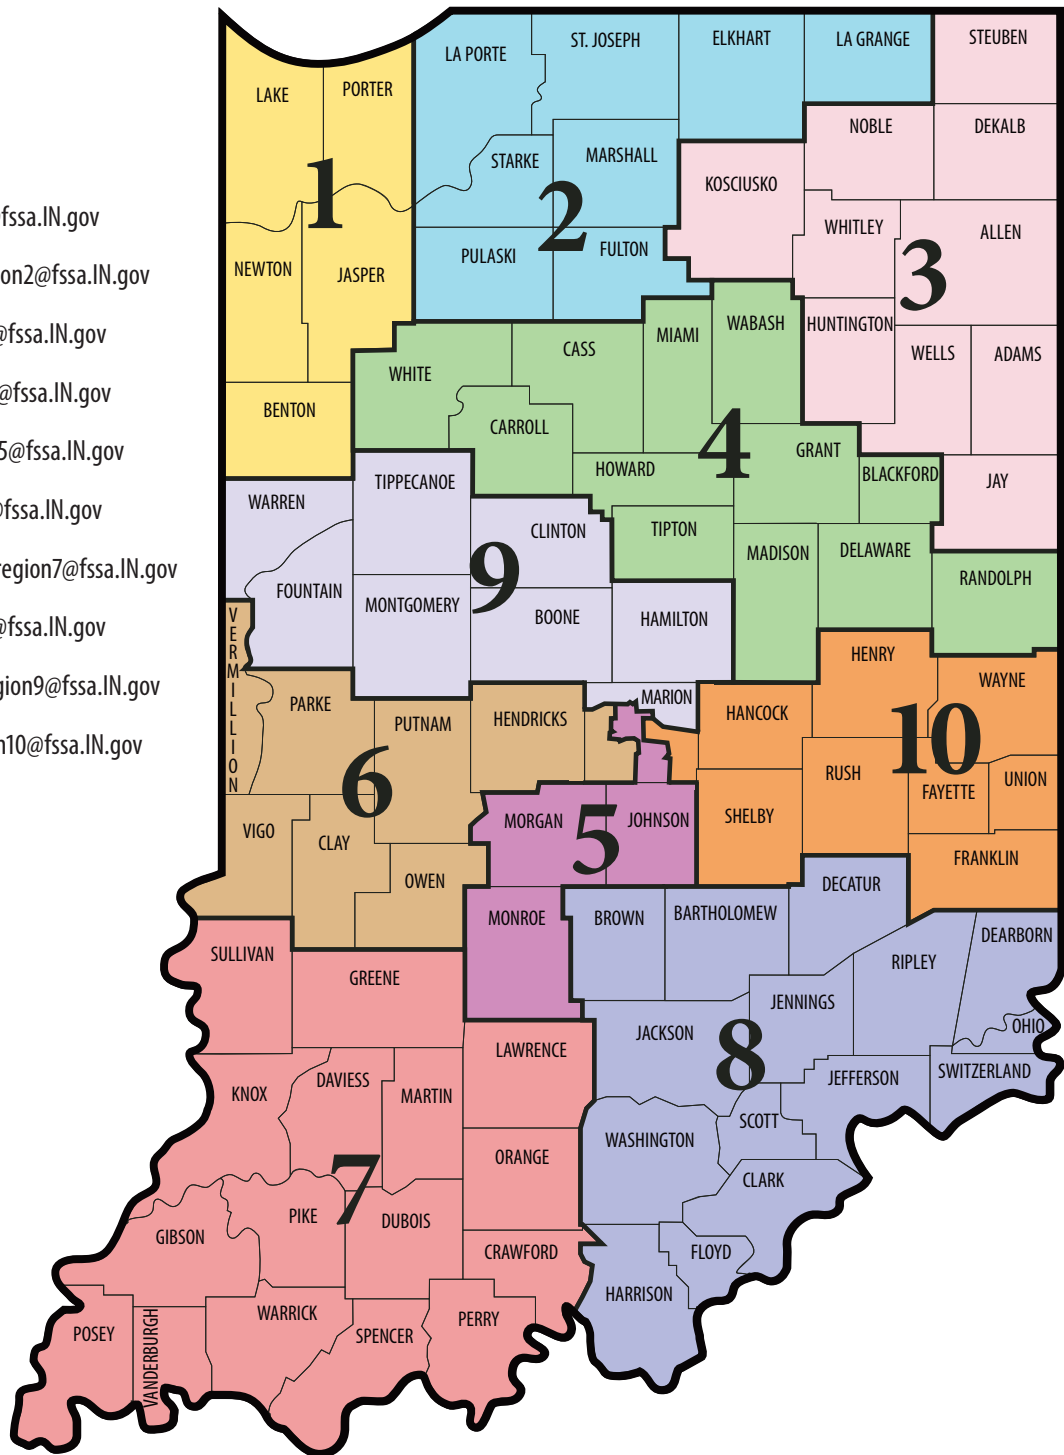 fssa.IN.gov
on2@fssa.IN.gov
@fssa.IN.gov
@fssa.IN.gov
5@fssa.IN.gov
@fssa.IN.gov
region7@fssa.IN.gov
@fssa.IN.gov
gion9@fssa.IN.gov
n10@fssa.IN.gov
LAKE
PORTER
NEWTON
JASPER
BENTON
1
LA PORTE
ST. JOSEPH
ELKHART
LA GRANGE
STARKE
MARSHALL
PULASKI
FULTON
2
STEUBEN
NOBLE
DEKALB
KOSCIUSKO
WHITLEY
ALLEN
HUNTINGTON
WELLS
ADAMS
JAY
3
WHITE
CASS
MIAMI
WABASH
CARROLL
HOWARD
GRANT
BLACKFORD
TIPTON
MADISON
DELAWARE
RANDOLPH
4
WARREN
TIPPECANOE
CLINTON
FOUNTAIN
MONTGOMERY
BOONE
HAMILTON
MARION
9
VERMILLION
PARKE
PUTNAM
HENDRICKS
VIGO
CLAY
OWEN
6
MORGAN
JOHNSON
MONROE
5
HENRY
WAYNE
HANCOCK
RUSH
FAYETTE
UNION
SHELBY
FRANKLIN
10
DECATUR
BROWN
BARTHOLOMEW
DEARBORN
RIPLEY
JENNINGS
OHIO
JACKSON
JEFFERSON
SWITZERLAND
SCOTT
WASHINGTON
CLARK
FLOYD
HARRISON
8
SULLIVAN
GREENE
LAWRENCE
KNOX
DAVIESS
MARTIN
ORANGE
PIKE
DUBOIS
GIBSON
CRAWFORD
POSEY
VANDERBURGH
WARRICK
SPENCER
PERRY
7